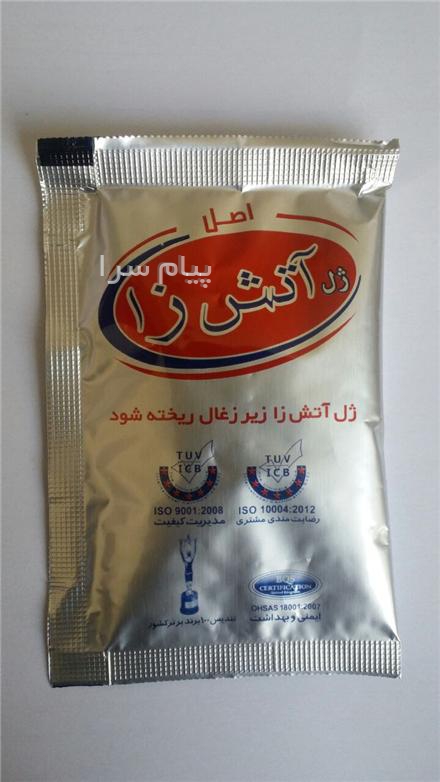 اصل
ژل آتش زا
پیام سرا
ژل آتش زا زیر زغال ریخته شود
TUV
ICB
ISO 9001:2008
مدیریت کیفیت
TUV
ICB
ISO 10004:2012
رضایت مندی مشتری
تندیس ۱۰۰ برند برتر کشور
CERTIFICATION
OHSAS 18001:2007
ایمنی و بهداشت